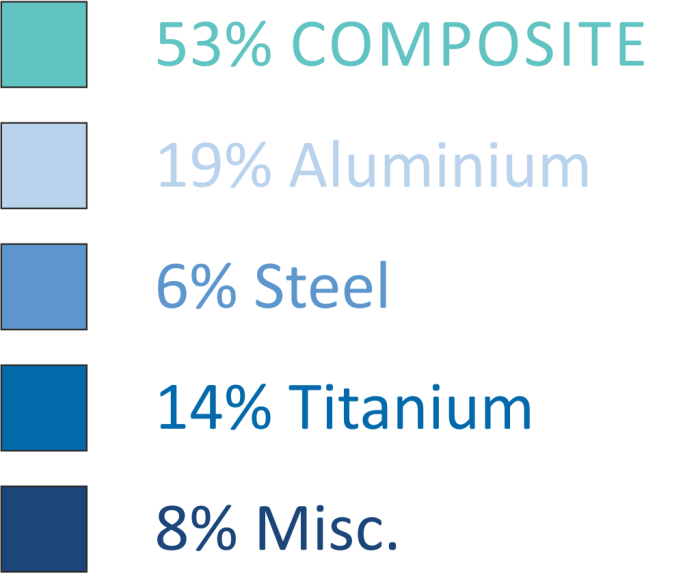 53% COMPOSITE
19% Aluminium
6% Steel
14% Titanium
8% Misc.